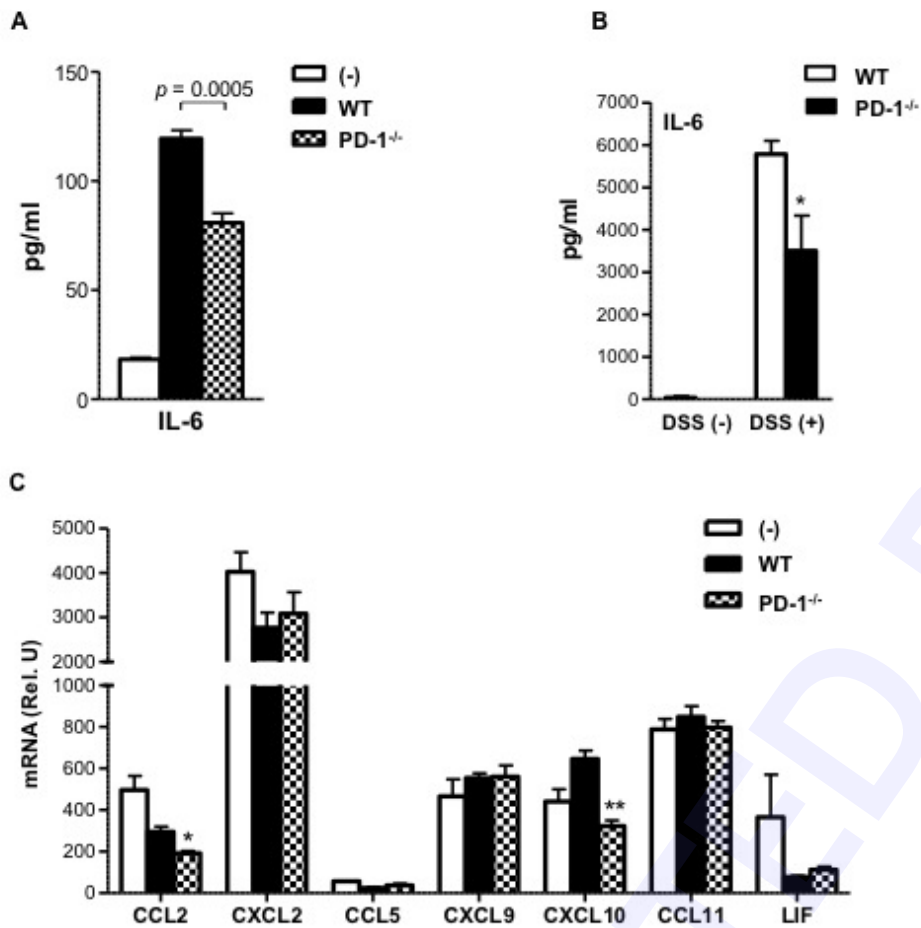 A
150
100
50
0
pg/ml
p = 0.0005
IL-6
(-)
WT
PD-1-/-
B
WT
PD-1-/-
IL-6
7000
6000
5000
4000
3000
2000
1000
0
pg/ml
*
DSS (-) DSS (+)
C
5000
4000
3000
2000
1000
800
600
400
200
0
mRNA (Rel. U)
(-)
WT
PD-1-/-
*
**
CCL2 CXCL2 CCL5 CXCL9 CXCL10 CCL11 LIF
TED